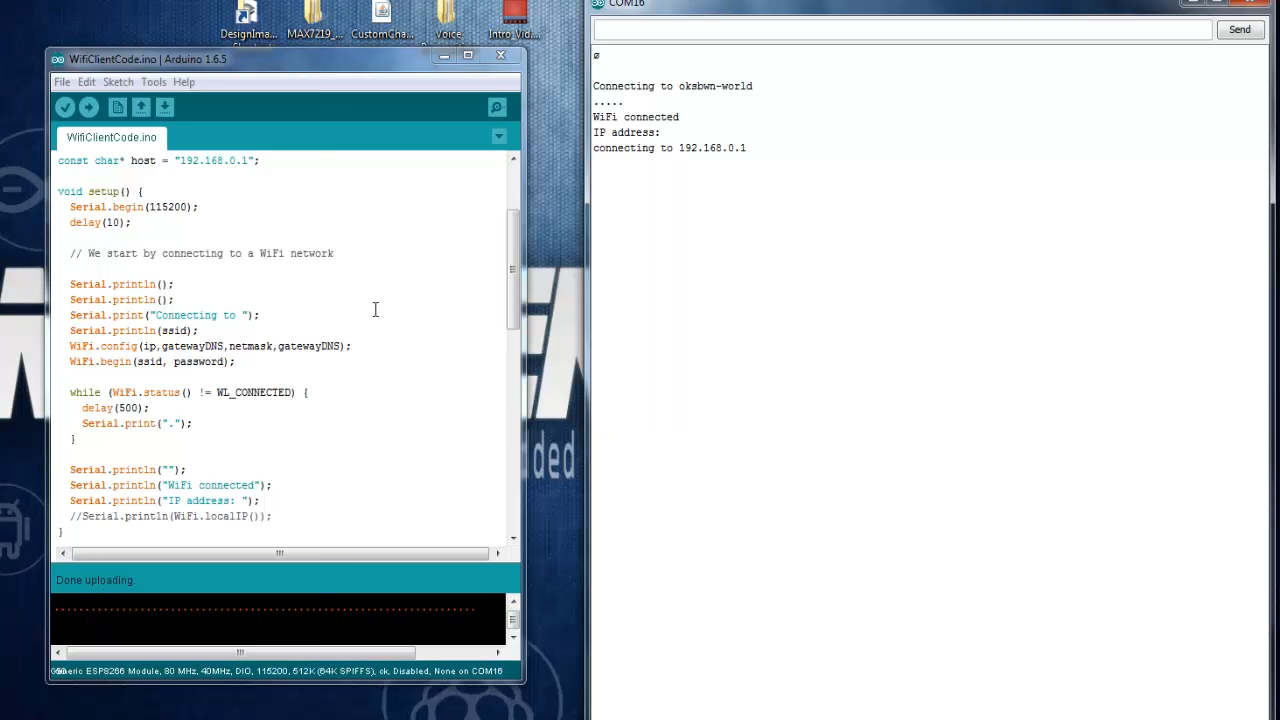 DesignIma...
MAX7219_...
CustomCha...
Voice
Intro_Vid...
WifiClientCode.ino | Arduino 1.6.5
File Edit Sketch Tools Help
WifiClientCode.ino
const char* host = "192.168.0.1";
void setup() {
Serial.begin(115200);
delay(10);
// We start by connecting to a WiFi network
Serial.println();
Serial.println();
Serial.print("Connecting to ");
Serial.println(ssid);
WiFi.config(ip,gatewayDNS,netmask,gatewayDNS);
WiFi.begin(ssid, password);
while (WiFi.status() != WL_CONNECTED) {
delay(500);
Serial.print(".");
}
Serial.println("");
Serial.println("WiFi connected");
Serial.println("IP address: ");
//Serial.println(WiFi.localIP());
}
Done uploading.
ESP8266 Module, 80 MHz, 40MHz, DIO, 115200, 512K (64K SPIFFS), ck, Disabled, None on COM16
COM16
Send
ø
Connecting to oksbwn-world
.....
WiFi connected
IP address:
connecting to 192.168.0.1